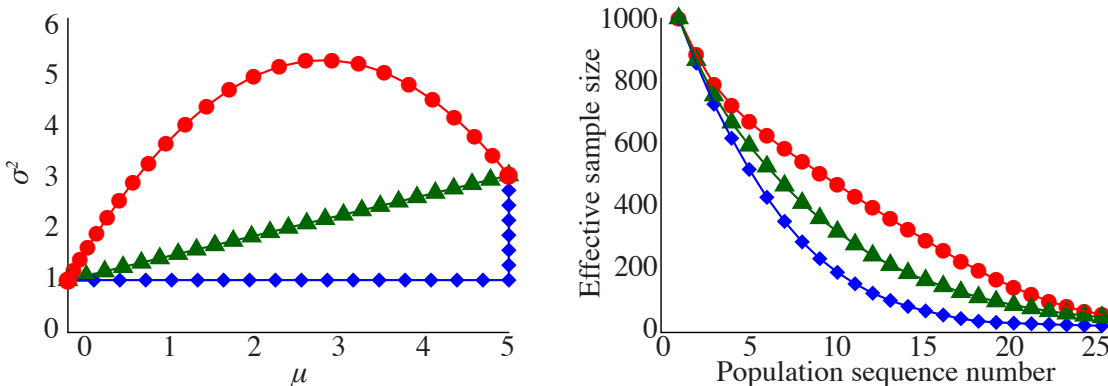 6
5
4
3
2
1
0
σ²
0 1 2 3 4 5
μ
1000
800
600
400
200
0
Effective sample size
0 5 10 15 20 25
Population sequence number